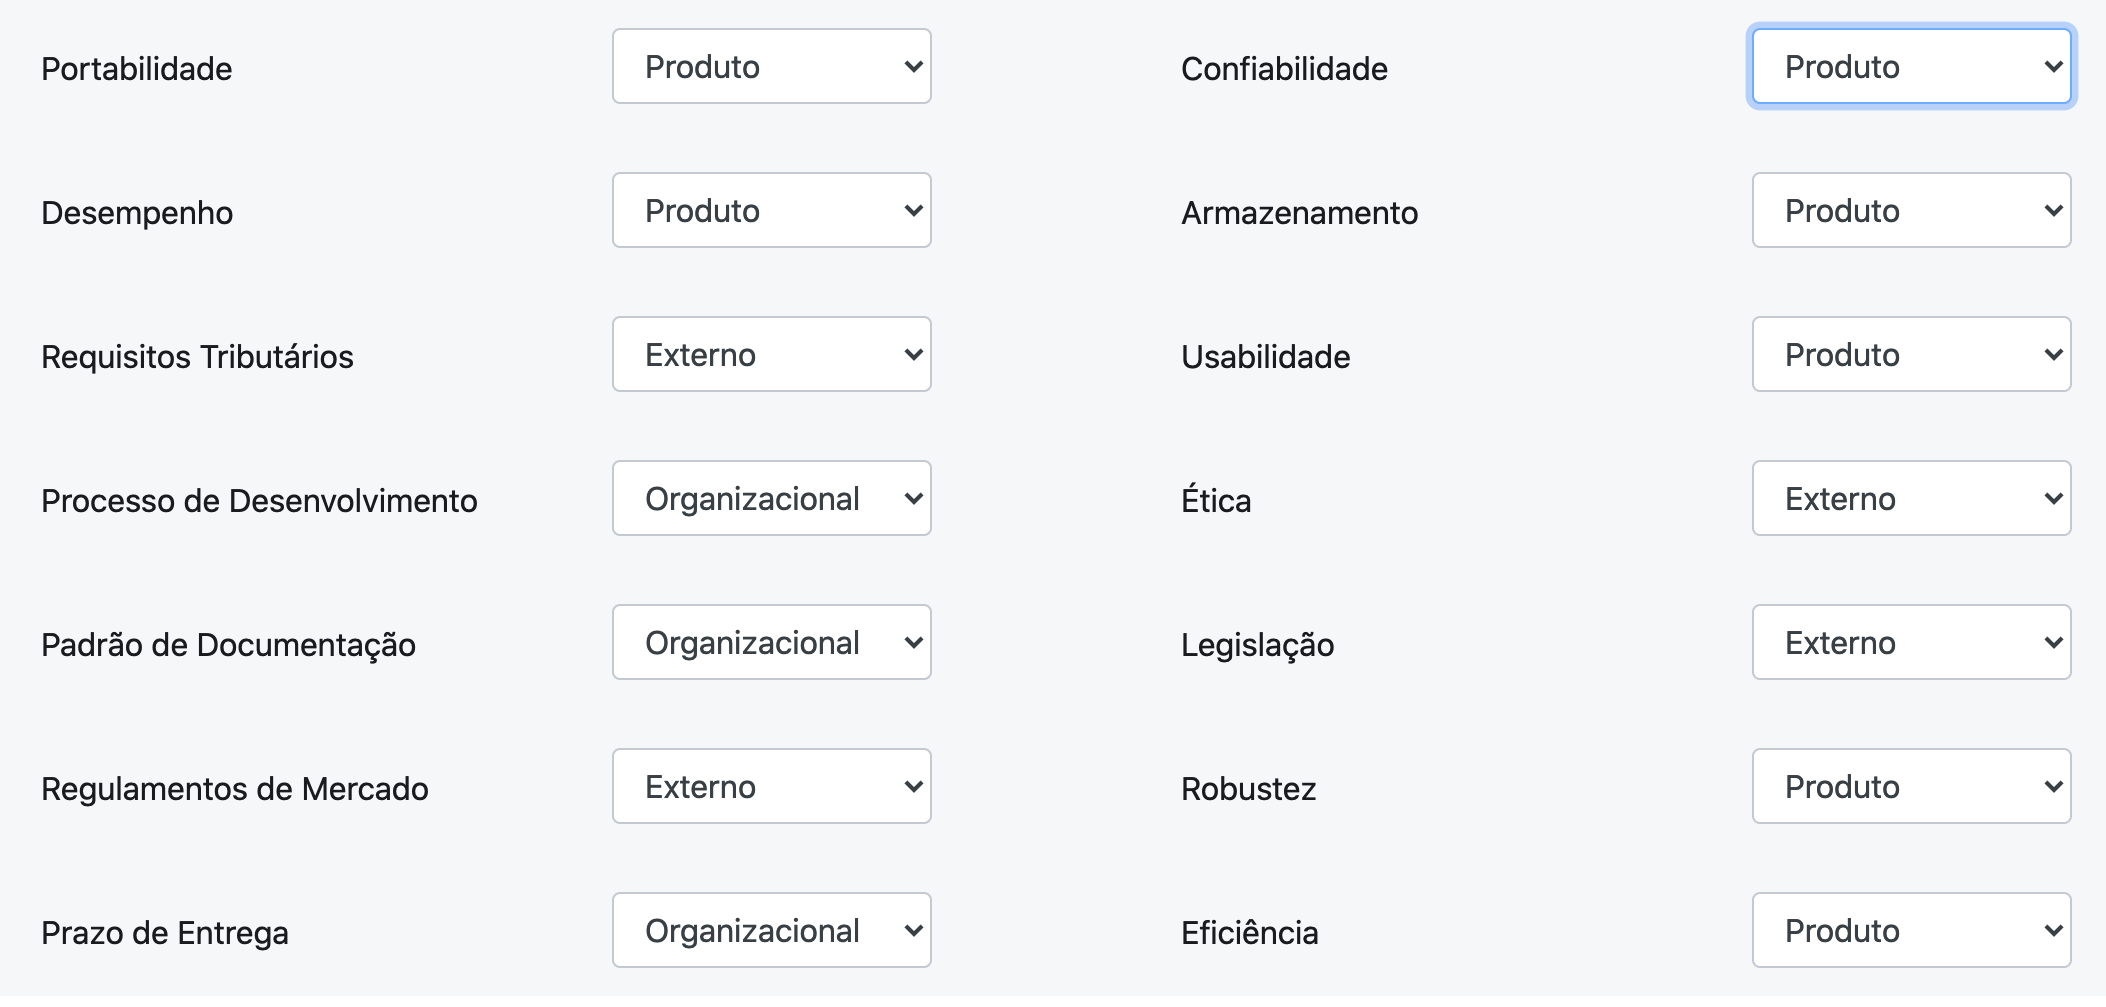 Portabilidade Produto Confiabilidade Produto
Desempenho Produto Armazenamento Produto
Requisitos Tributários Externo Usabilidade Produto
Processo de Desenvolvimento Organizacional Ética Externo
Padrão de Documentação Organizacional Legislação Externo
Regulamentos de Mercado Externo Robustez Produto
Prazo de Entrega Organizacional Eficiência Produto